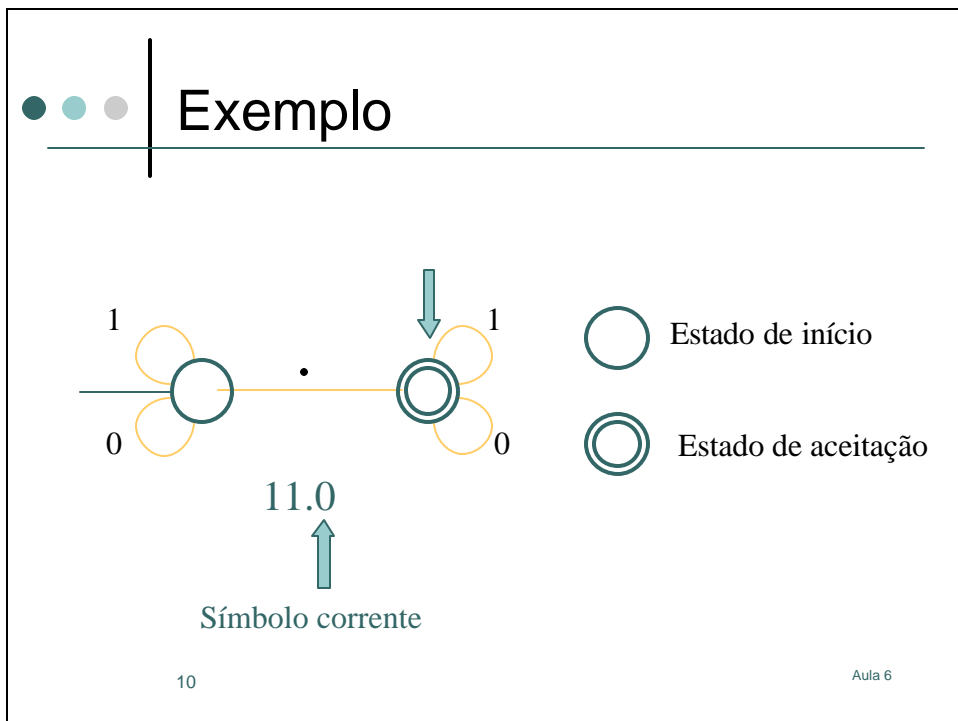 Exemplo
1
1
Estado de início
.
0
0
Estado de aceitação
11.0
Símbolo corrente
10
Aula 6